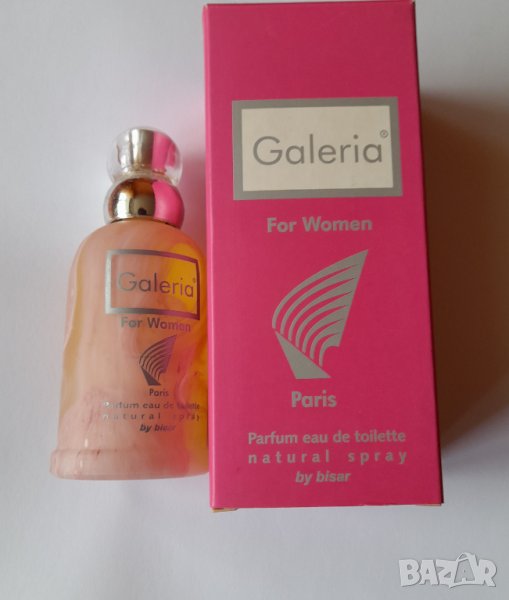 Galeria®
For Women
Paris
Parfum eau de toilette
natural spray
by bisar
Galeria®
For Women
Paris
Parfum eau de toilette
natural spray
by bisar
BAZAR